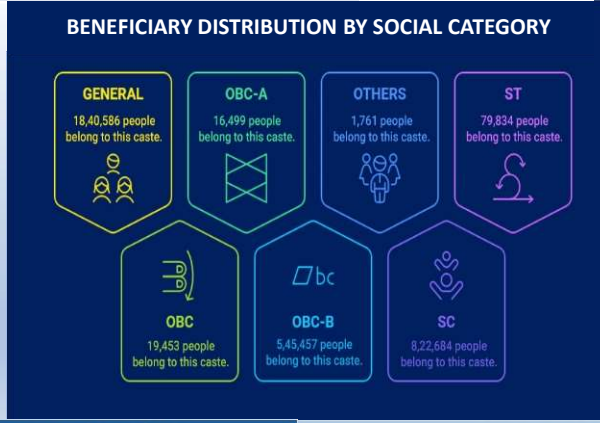 BENEFICIARY DISTRIBUTION BY SOCIAL CATEGORY
GENERAL
18,40,586 people
belong to this caste.
OBC-A
16,499 people
belong to this caste.
OTHERS
1,761 people
belong to this caste.
ST
79,834 people
belong to this caste.
OBC
19,453 people
belong to this caste.
bc
OBC-B
5,45,457 people
belong to this caste.
SC
8,22,684 people
belong to this caste.